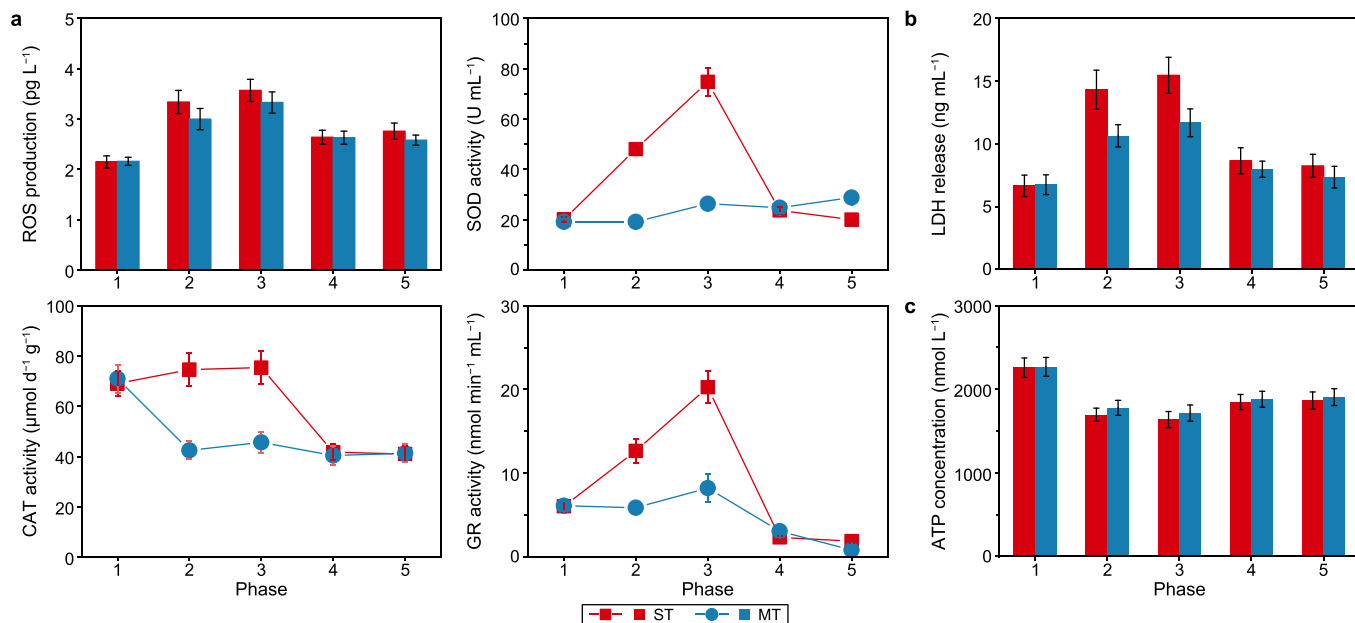 a
ROS production (pg L⁻¹)
5
4
3
2
1
0
1 2 3 4 5
SOD activity (U mL⁻¹)
100
80
60
40
20
0
1 2 3 4 5
b
LDH release (ng mL⁻¹)
20
15
10
5
0
1 2 3 4 5
CAT activity (µmol d⁻¹ g⁻¹)
100
80
60
40
20
0
1 2 3 4 5
Phase
GR activity (nmol min⁻¹ mL⁻¹)
30
20
10
0
1 2 3 4 5
Phase
c
ATP concentration (nmol L⁻¹)
3000
2000
1000
0
1 2 3 4 5
Phase
ST MT